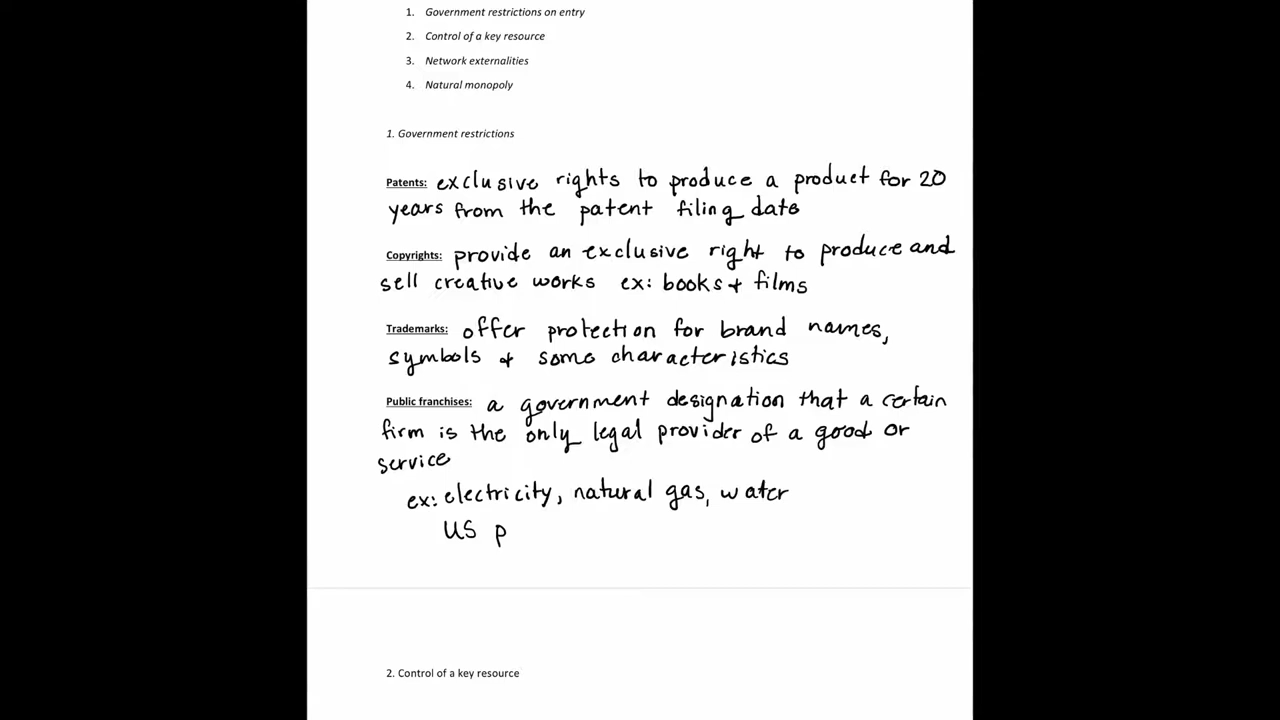 1. Government restrictions on entry
2. Control of a key resource
3. Network externalities
4. Natural monopoly
1. Government restrictions
Patents: exclusive rights to produce a product for 20
years from the patent filing date
Copyrights: provide an exclusive right to produce and
sell creative works ex: books + films
Trademarks: offer protection for brand names,
symbols + some characteristics
Public franchises: a government designation that a certain
firm is the only legal provider of a good or
service
ex: electricity, natural gas, water
US p
2. Control of a key resource